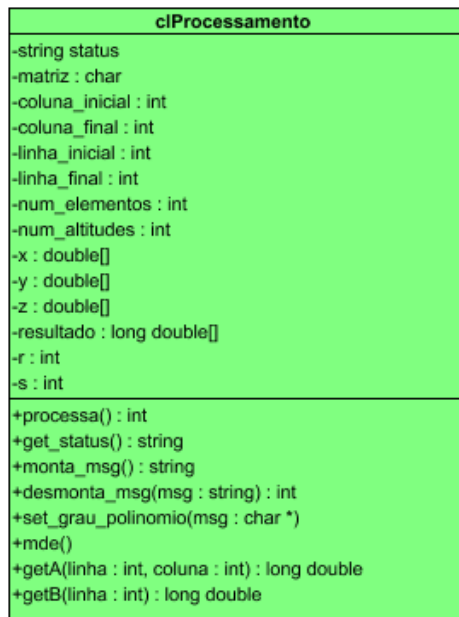 clProcessamento
-string status
-matriz : char
-coluna_inicial : int
-coluna_final : int
-linha_inicial : int
-linha_final : int
-num_elementos : int
-num_altitudes : int
-x : double[]
-y : double[]
-z : double[]
-resultado : long double[]
-r : int
-s : int
+processa() : int
+get_status() : string
+monta_msg() : string
+desmonta_msg(msg : string) : int
+set_grau_polinomio(msg : char *)
+mde()
+getA(linha : int, coluna : int) : long double
+getB(linha : int) : long double